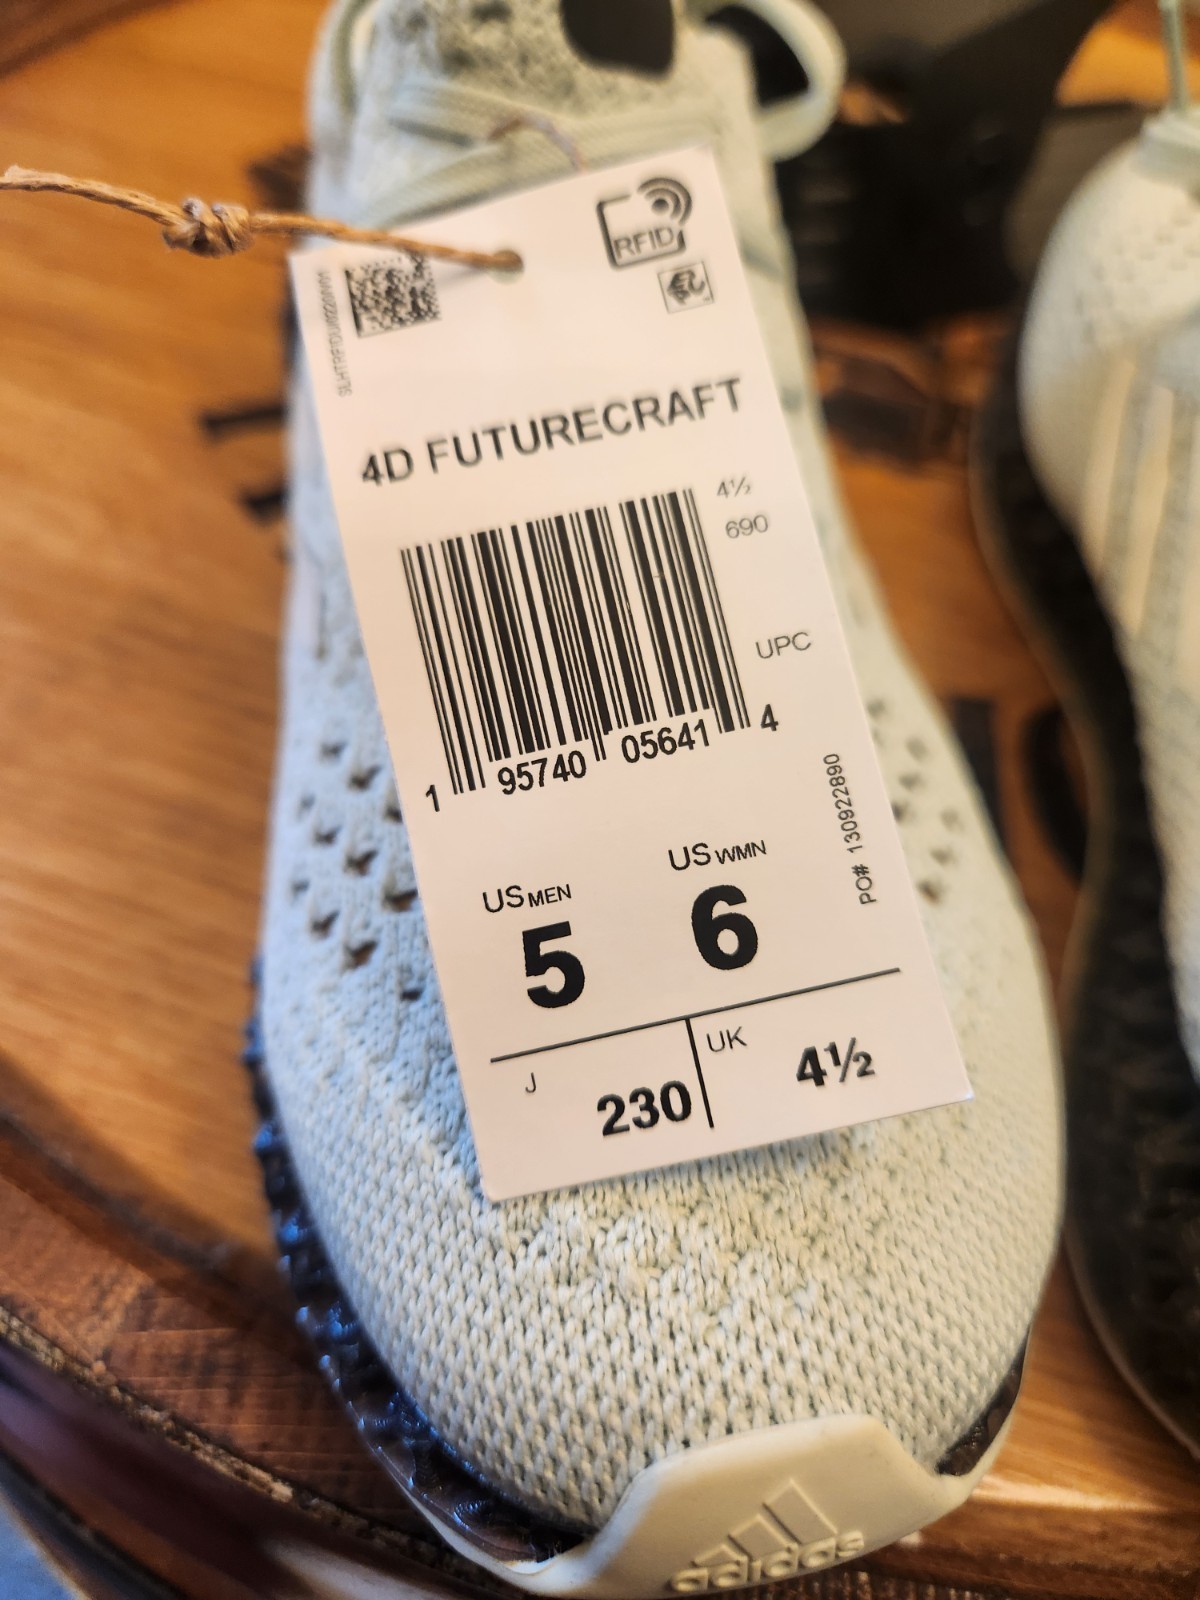 RFID
4D FUTURECRAFT
4½
690
UPC
1 95740 05641 4
PO# 130922890
US MEN
5
US WMN
6
J
230
UK
4½
adidas